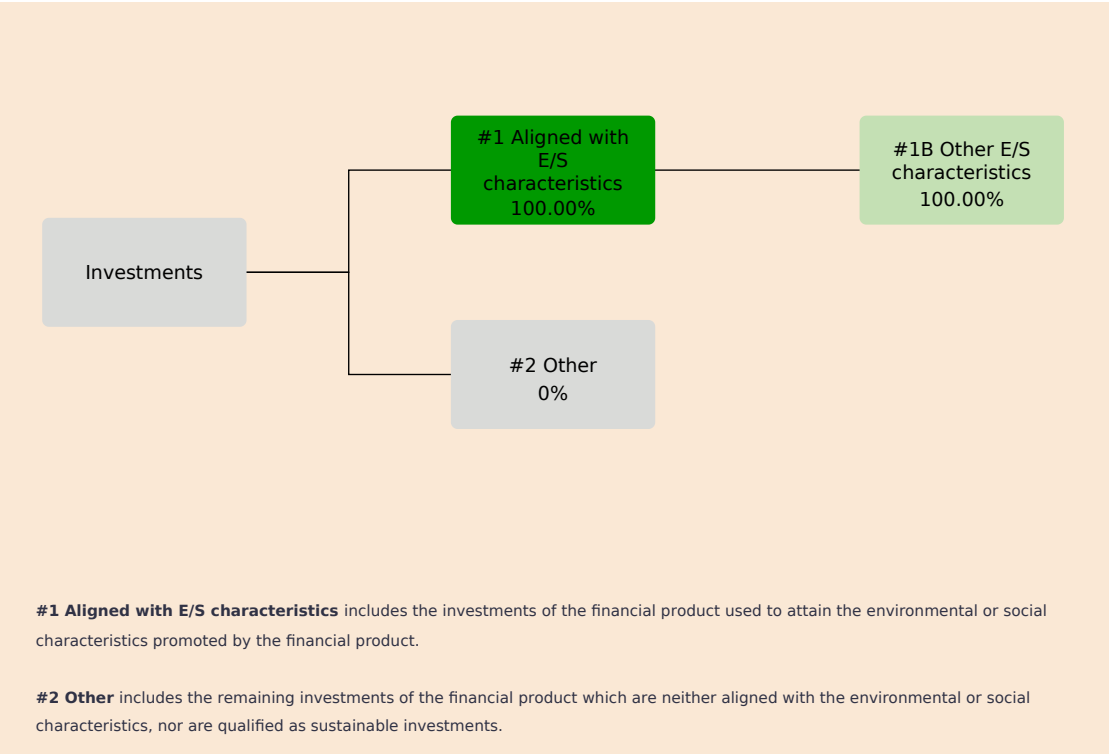 #1 Aligned with
E/S
characteristics
100.00%
#1B Other E/S
characteristics
100.00%
Investments
#2 Other
0%
#1 Aligned with E/S characteristics includes the investments of the financial product used to attain the environmental or social
characteristics promoted by the financial product.
#2 Other includes the remaining investments of the financial product which are neither aligned with the environmental or social
characteristics, nor are qualified as sustainable investments.